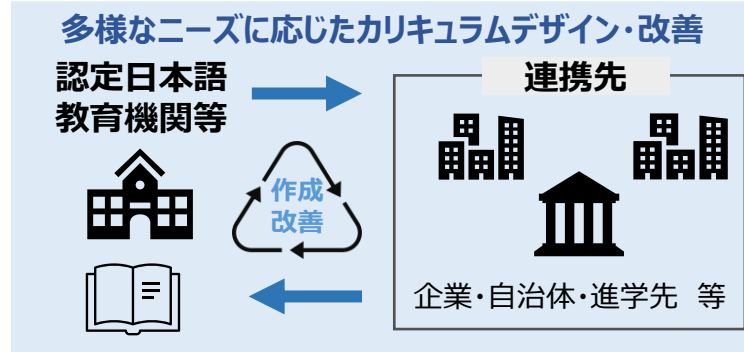 多様なニーズに応じたカリキュラムデザイン・改善
認定日本語
教育機関等
連携先
作成
改善
企業・自治体・進学先 等